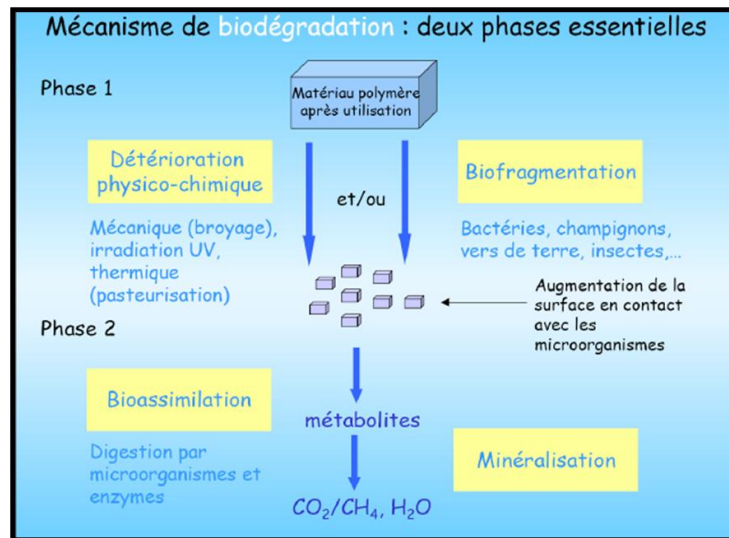 Mécanisme de biodégradation : deux phases essentielles
Phase 1
Matériau polymère
après utilisation
Détérioration
physico-chimique
et/ou
Biofragmentation
Mécanique (broyage),
irradiation UV,
thermique
(pasteurisation)
Bactéries, champignons,
vers de terre, insectes,...
Augmentation de la
surface en contact
avec les
microorganismes
Phase 2
Bioassimilation
métabolites
Digestion par
microorganismes et
enzymes
Minéralisation
CO₂/CH₄, H₂O